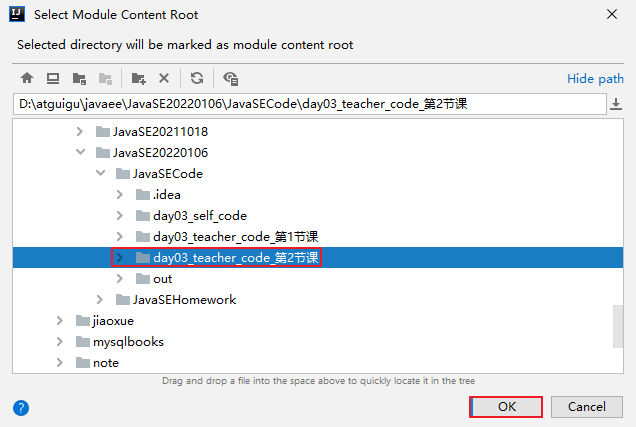 Select Module Content Root
Selected directory will be marked as module content root
Hide path
D:\atguigu\javaee\JavaSE20220106\JavaSECode\day03_teacher_code_第2节课
JavaSE20211018
JavaSE20220106
JavaSECode
.idea
day03_self_code
day03_teacher_code_第1节课
day03_teacher_code_第2节课
out
JavaSEHomework
jiaoxue
mysqlbooks
note
Drag and drop a file into the space above to quickly locate it in the tree
?
OK
Cancel